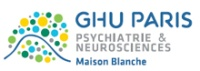 GHU PARIS
PSYCHIATRIE &
NEUROSCIENCES
Maison Blanche